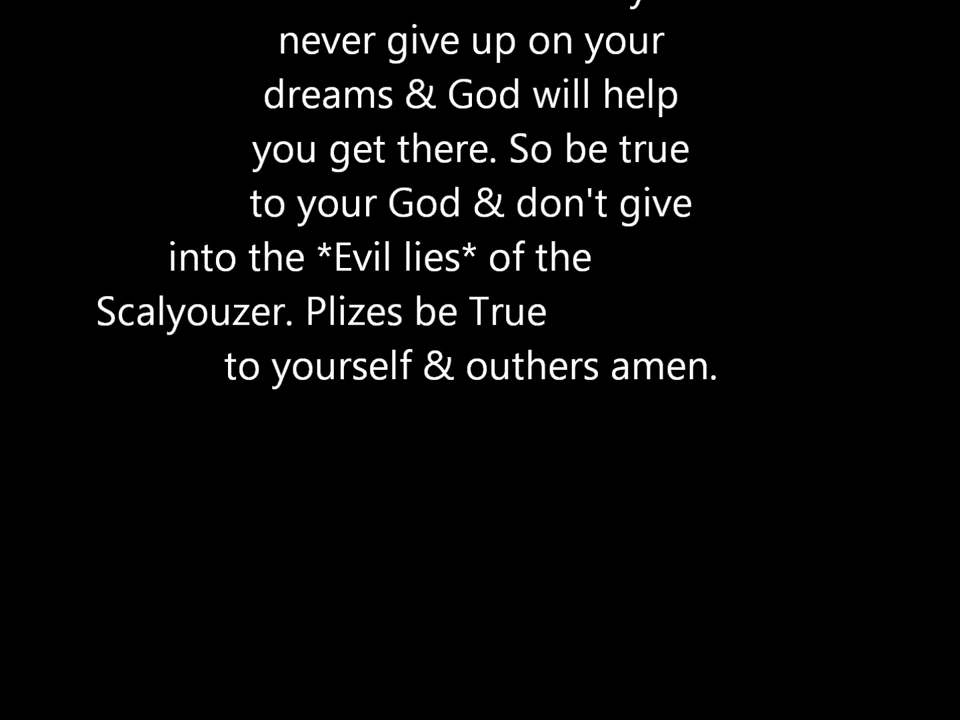 never give up on your
dreams & God will help
you get there. So be true
to your God & don't give
into the *Evil lies* of the
Scalyouzer. Plizes be True
to yourself & outhers amen.